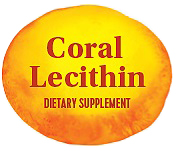 Coral
Lecithin
DIETARY SUPPLEMENT